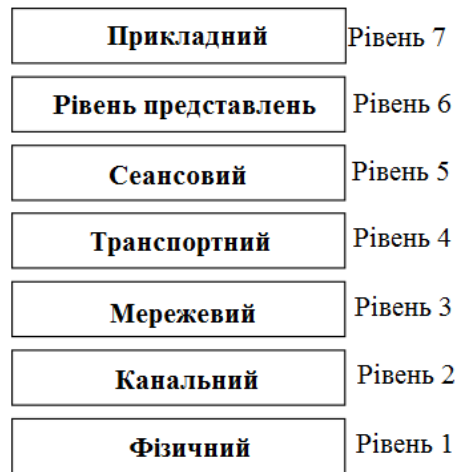 Прикладний Рівень 7
Рівень представлень Рівень 6
Сеансовий Рівень 5
Транспортний Рівень 4
Мережевий Рівень 3
Канальний Рівень 2
Фізичний Рівень 1